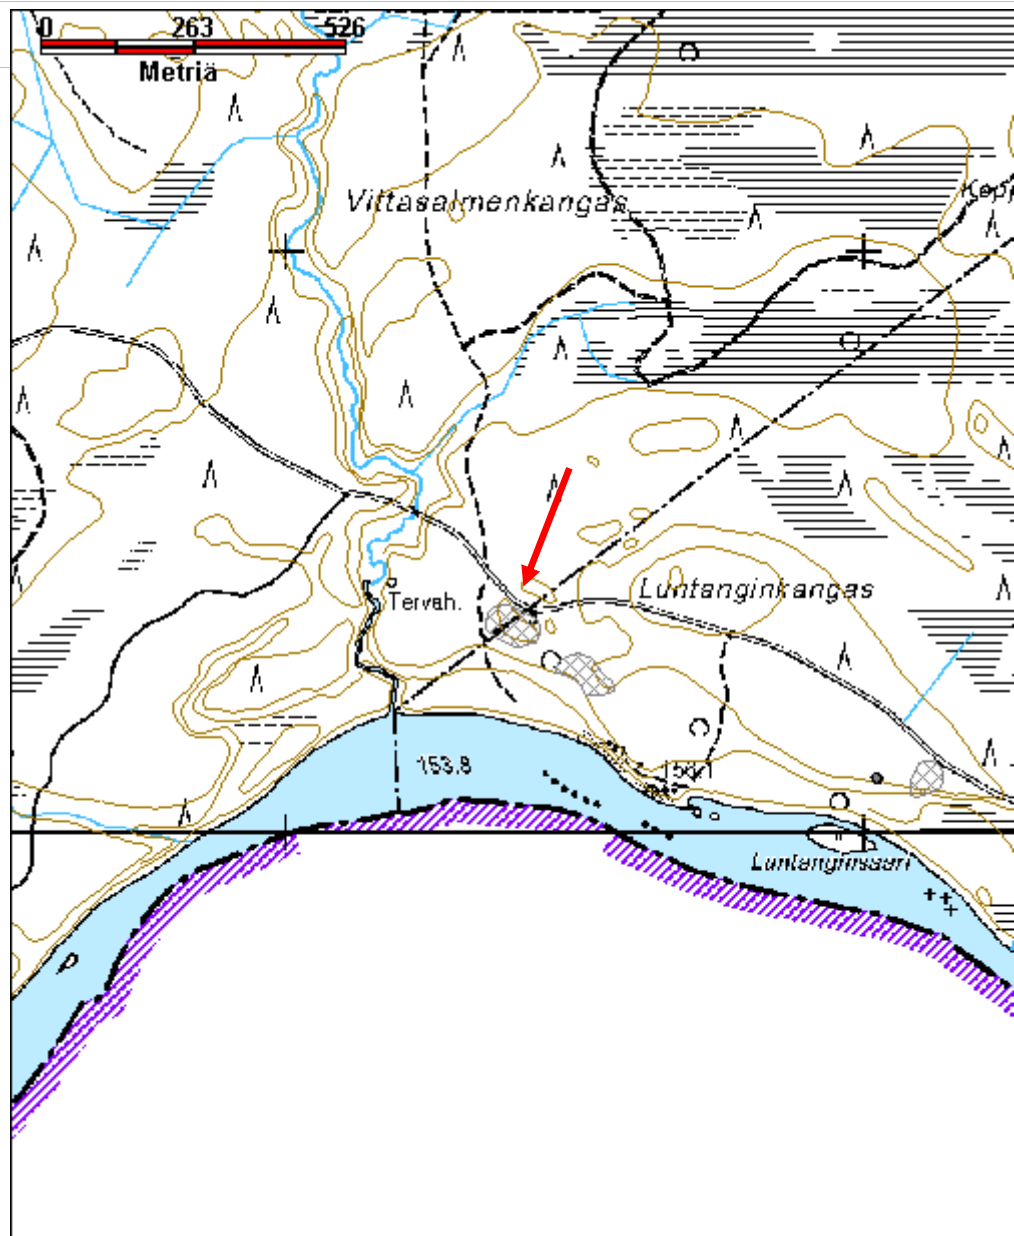 0 263 526
Metriä
Vittasalmenkangas
Luntanginkangas
Tervah.
153.8
Luntanginsaari